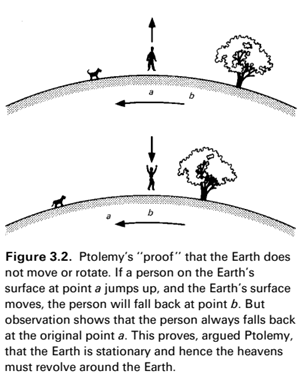 a
b
a
b
Figure 3.2. Ptolemy's "proof" that the Earth does
not move or rotate. If a person on the Earth's
surface at point a jumps up, and the Earth's surface
moves, the person will fall back at point b. But
observation shows that the person always falls back
at the original point a. This proves, argued Ptolemy,
that the Earth is stationary and hence the heavens
must revolve around the Earth.